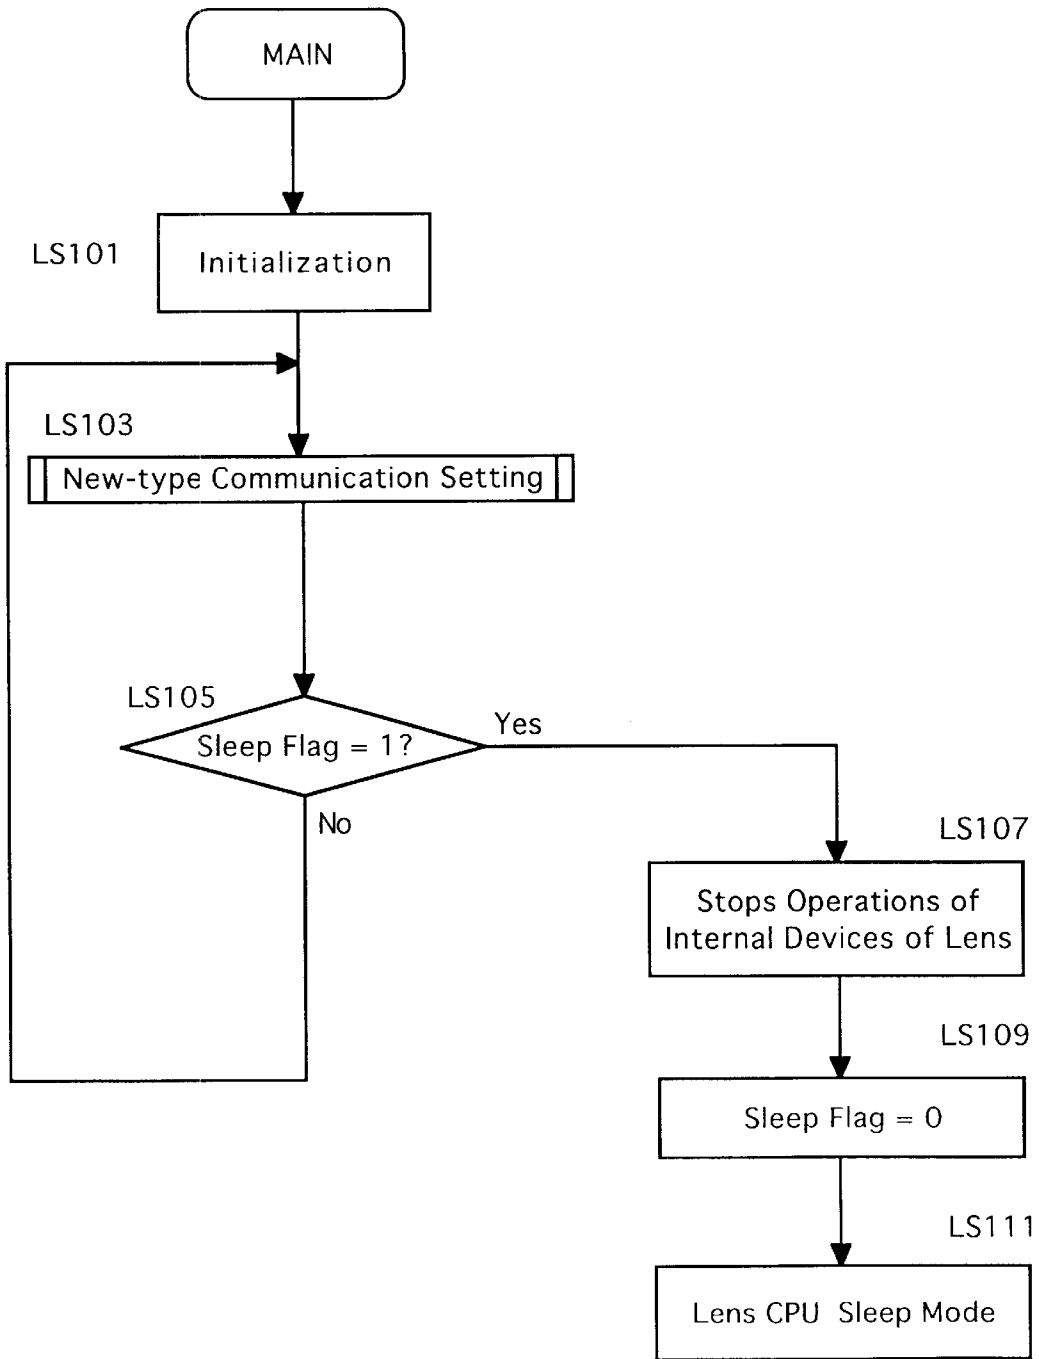 MAIN
LS101
Initialization
LS103
New-type Communication Setting
LS105
Sleep Flag = 1?
Yes
No
LS107
Stops Operations of
Internal Devices of Lens
LS109
Sleep Flag = 0
LS111
Lens CPU Sleep Mode